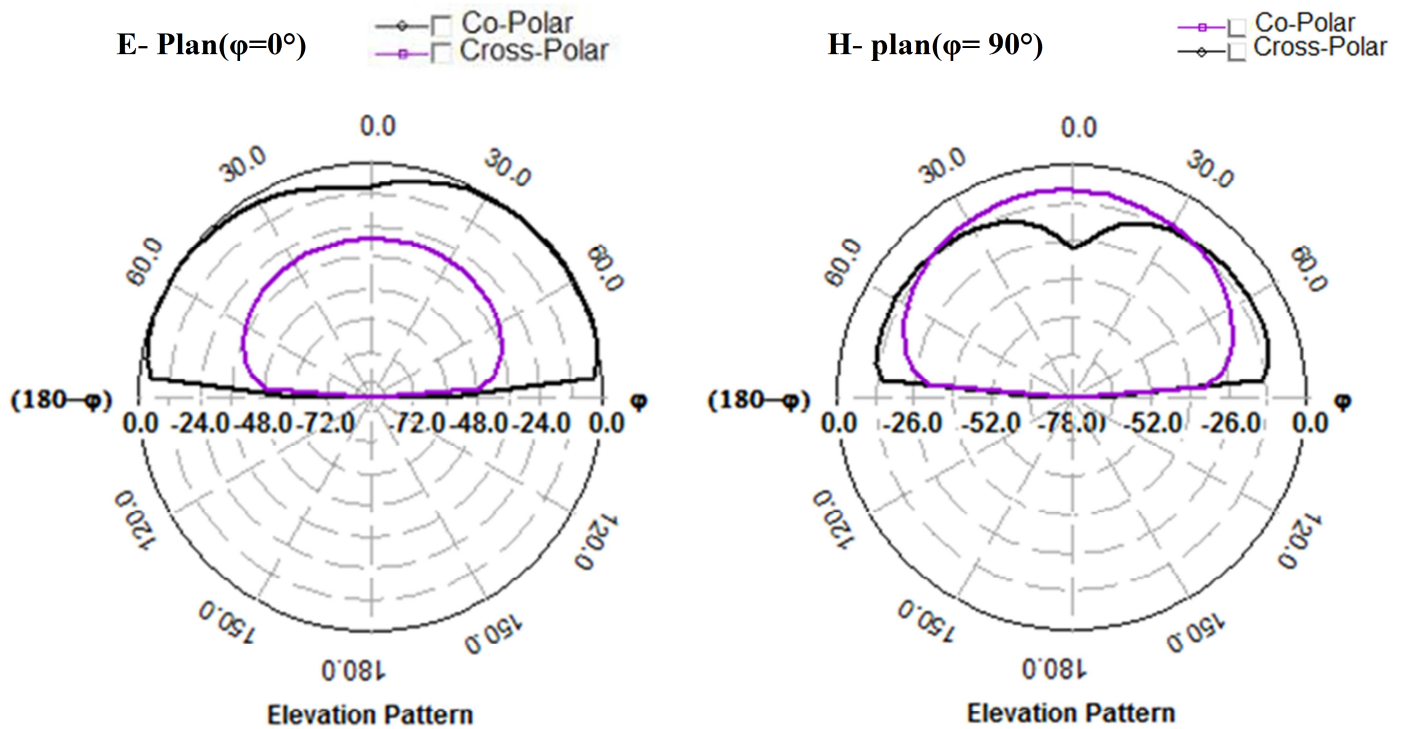 E- Plan(φ=0°)
Co-Polar
Cross-Polar
0.0
30.0
30.0
60.0
60.0
(180−φ)
φ
0.0 -24.0 -48.0 -72.0 -72.0 -48.0 -24.0 0.0
120.0
120.0
150.0
150.0
180.0
Elevation Pattern
H- plan(φ= 90°)
Co-Polar
Cross-Polar
0.0
30.0
30.0
60.0
60.0
(180−φ)
φ
0.0 -26.0 -52.0 -78.0) -52.0 -26.0 0.0
120.0
120.0
150.0
150.0
180.0
Elevation Pattern